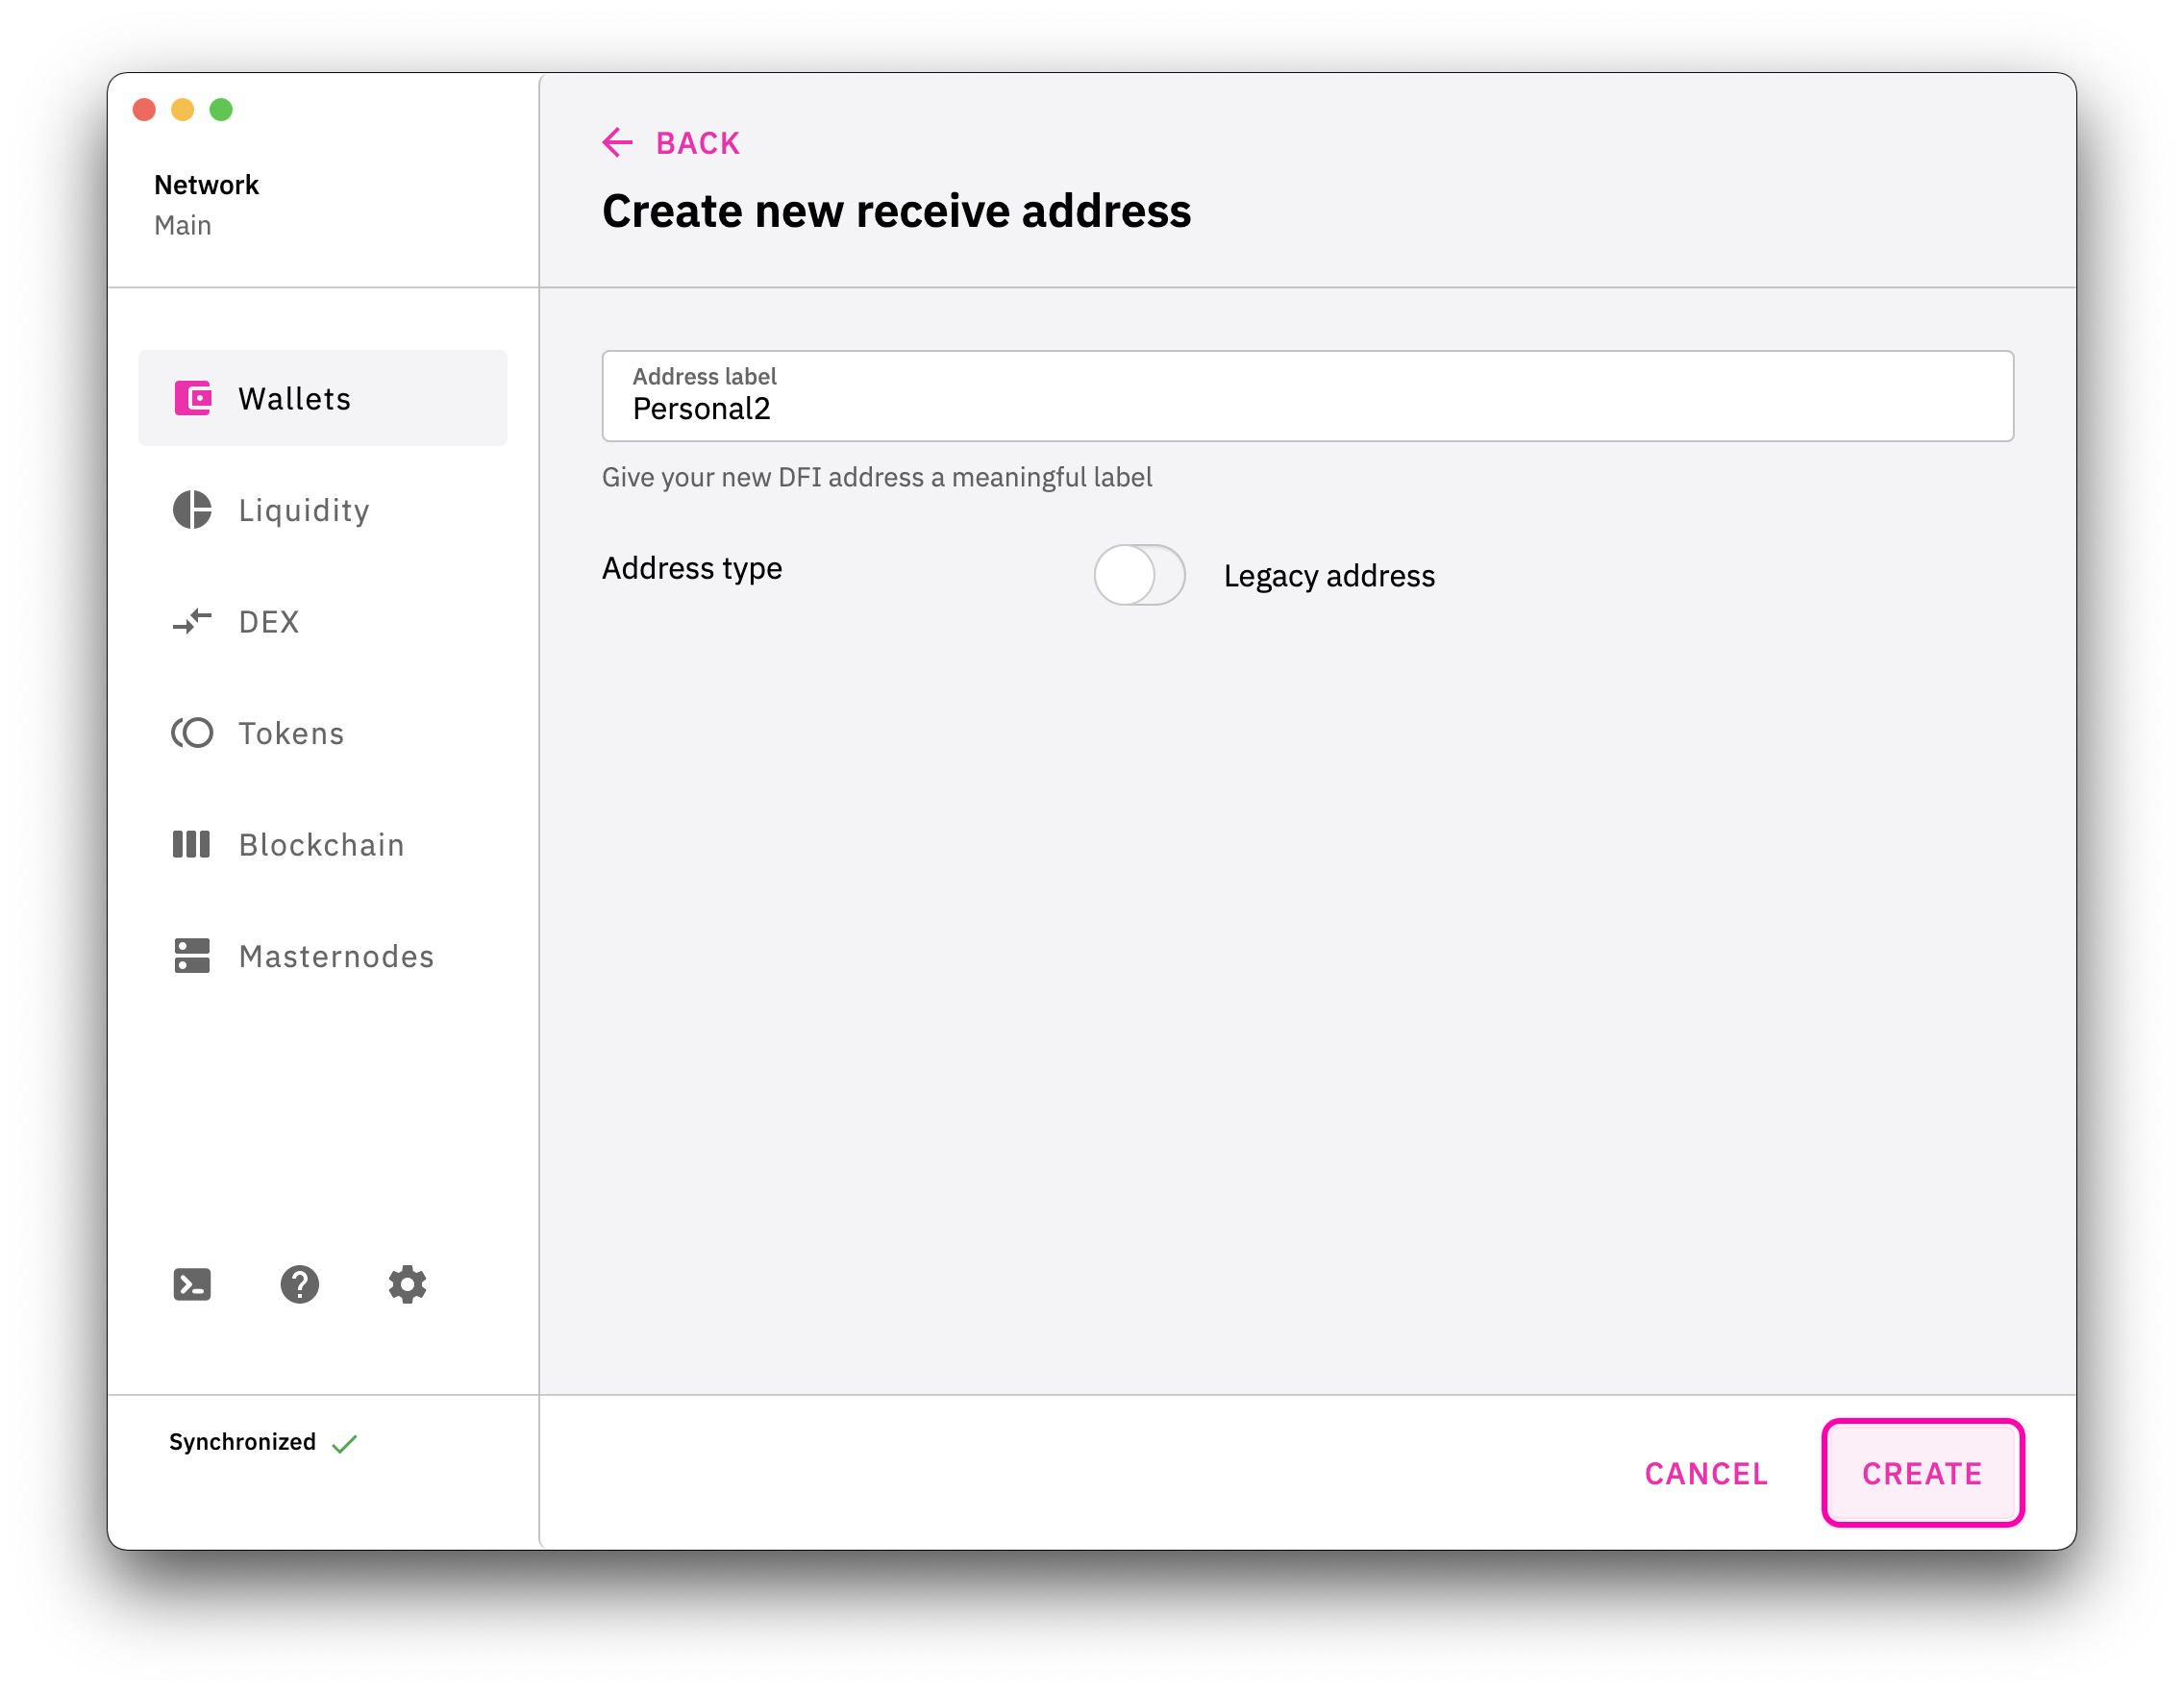 Network
Main
Wallets
Liquidity
DEX
Tokens
Blockchain
Masternodes
Synchronized
BACK
Create new receive address
Address label
Personal2
Give your new DFI address a meaningful label
Address type
Legacy address
CANCEL
CREATE